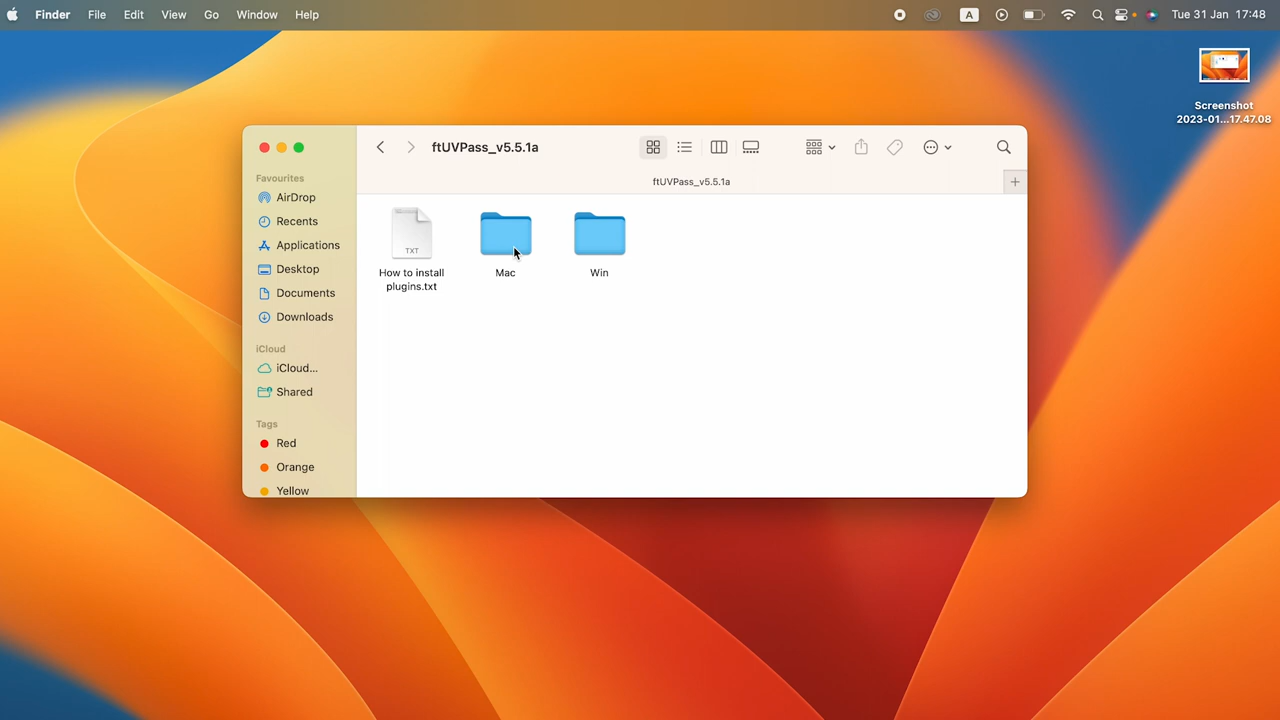 Finder File Edit View Go Window Help A Tue 31 Jan 17:48
Screenshot
2023-01...17.47.08
ftUVPass_v5.5.1a
ftUVPass_v5.5.1a
Favourites
AirDrop
Recents
Applications
Desktop
Documents
Downloads
iCloud
iCloud...
Shared
Tags
Red
Orange
Yellow
TXT
How to install
plugins.txt
Mac
Win